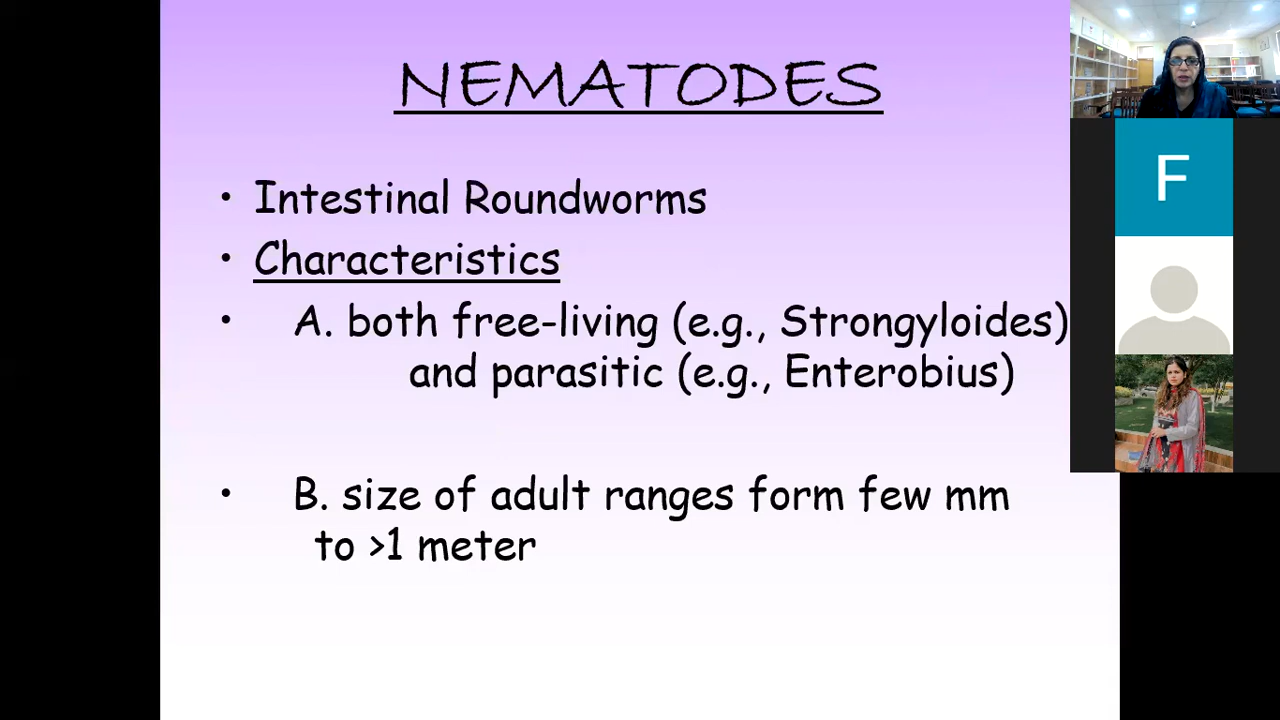 NEMATODES
• Intestinal Roundworms
• Characteristics
• A. both free-living (e.g., Strongyloides)
and parasitic (e.g., Enterobius)
• B. size of adult ranges form few mm
to >1 meter
F